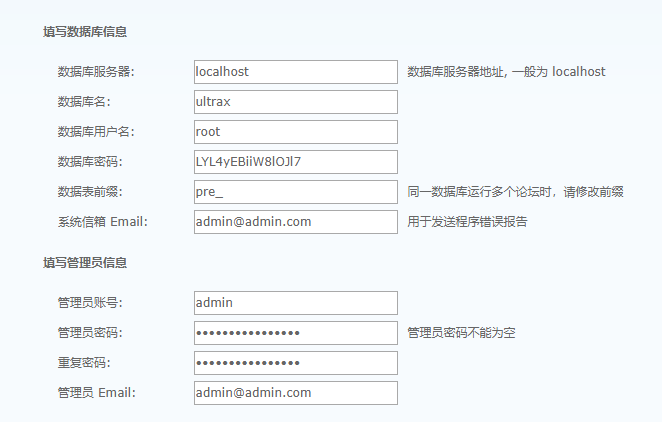 填写数据库信息
数据库服务器: localhost 数据库服务器地址, 一般为 localhost
数据库名: ultrax
数据库用户名: root
数据库密码: LYL4yEBiiW8lOJl7
数据表前缀: pre_ 同一数据库运行多个论坛时，请修改前缀
系统信箱 Email: admin@admin.com 用于发送程序错误报告
填写管理员信息
管理员账号: admin
管理员密码: •••••••••••••••• 管理员密码不能为空
重复密码: ••••••••••••••••
管理员 Email: admin@admin.com